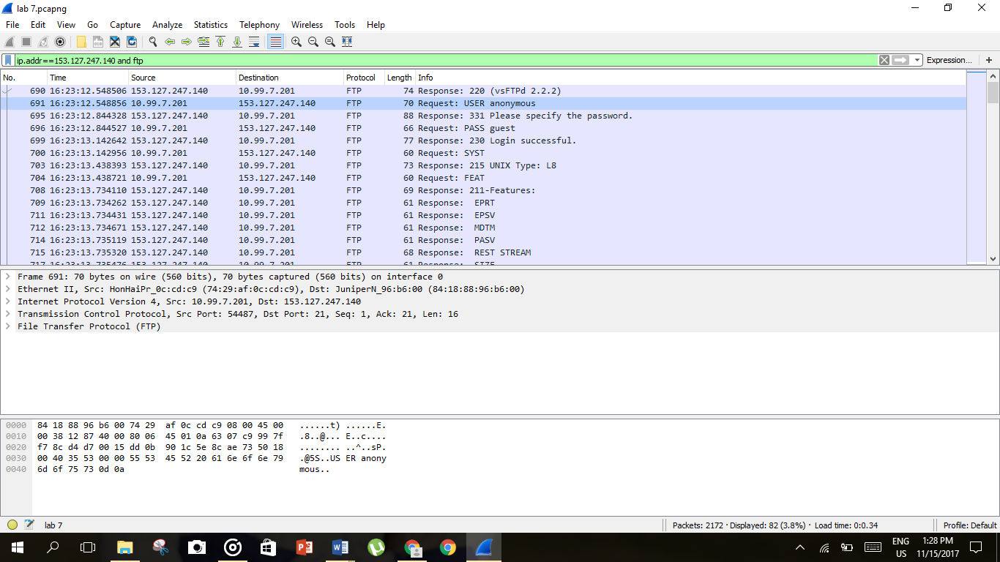 lab 7.pcapng
File Edit View Go Capture Analyze Statistics Telephony Wireless Tools Help
ip.addr==153.127.247.140 and ftp Expression... +
No. Time Source Destination Protocol Length Info
690 16:23:12.548506 153.127.247.140 10.99.7.201 FTP 74 Response: 220 (vsFTPd 2.2.2)
691 16:23:12.548856 10.99.7.201 153.127.247.140 FTP 70 Request: USER anonymous
695 16:23:12.844328 153.127.247.140 10.99.7.201 FTP 88 Response: 331 Please specify the password.
696 16:23:12.844527 10.99.7.201 153.127.247.140 FTP 66 Request: PASS guest
699 16:23:13.142642 153.127.247.140 10.99.7.201 FTP 77 Response: 230 Login successful.
700 16:23:13.142956 10.99.7.201 153.127.247.140 FTP 60 Request: SYST
703 16:23:13.438393 153.127.247.140 10.99.7.201 FTP 73 Response: 215 UNIX Type: L8
704 16:23:13.438721 10.99.7.201 153.127.247.140 FTP 60 Request: FEAT
708 16:23:13.734110 153.127.247.140 10.99.7.201 FTP 69 Response: 211-Features:
709 16:23:13.734262 153.127.247.140 10.99.7.201 FTP 61 Response: EPRT
711 16:23:13.734431 153.127.247.140 10.99.7.201 FTP 61 Response: EPSV
712 16:23:13.734671 153.127.247.140 10.99.7.201 FTP 61 Response: MDTM
714 16:23:13.735119 153.127.247.140 10.99.7.201 FTP 61 Response: PASV
715 16:23:13.735320 153.127.247.140 10.99.7.201 FTP 68 Response: REST STREAM
717 16:23:13.735476 153.127.247.140 10.99.7.201 FTP 61 Response: SIZE
Frame 691: 70 bytes on wire (560 bits), 70 bytes captured (560 bits) on interface 0
Ethernet II, Src: HonHaiPr_0c:cd:c9 (74:29:af:0c:cd:c9), Dst: JuniperN_96:b6:00 (84:18:88:96:b6:00)
Internet Protocol Version 4, Src: 10.99.7.201, Dst: 153.127.247.140
Transmission Control Protocol, Src Port: 54487, Dst Port: 21, Seq: 1, Ack: 21, Len: 16
File Transfer Protocol (FTP)
0000 84 18 88 96 b6 00 74 29 af 0c cd c9 08 00 45 00 ......t) ......E.
0010 00 38 12 87 40 00 80 06 45 01 0a 63 07 c9 99 7f .8..@... E..c....
0020 f7 8c d4 d7 00 15 dd 0b 90 1c 5e 8c ae 73 50 18 ........ ..^..sP.
0030 00 40 35 53 00 00 55 53 45 52 20 61 6e 6f 6e 79 .@5S..US ER anony
0040 6d 6f 75 73 0d 0a mous..
lab 7 Packets: 2172 · Displayed: 82 (3.8%) · Load time: 0:0.34 Profile: Default
ENG 1:28 PM
US 11/15/2017